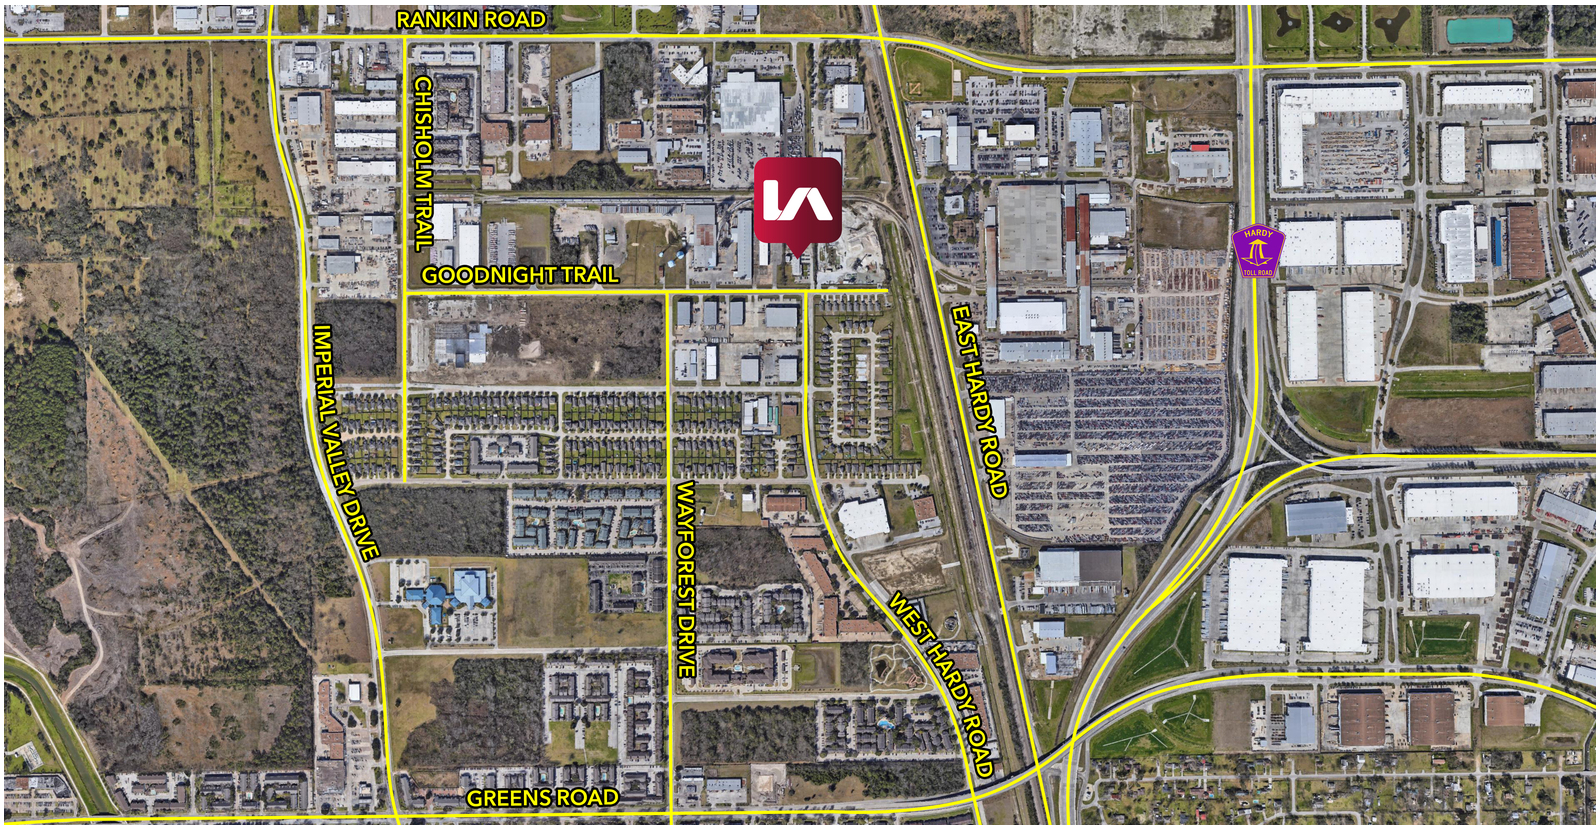 RANKIN ROAD
CHISHOLM TRAIL
GOODNIGHT TRAIL
HARDY
TOLL ROAD
IMPERIAL VALLEY DRIVE
EAST HARDY ROAD
WAYFOREST DRIVE
WEST HARDY ROAD
GREENS ROAD